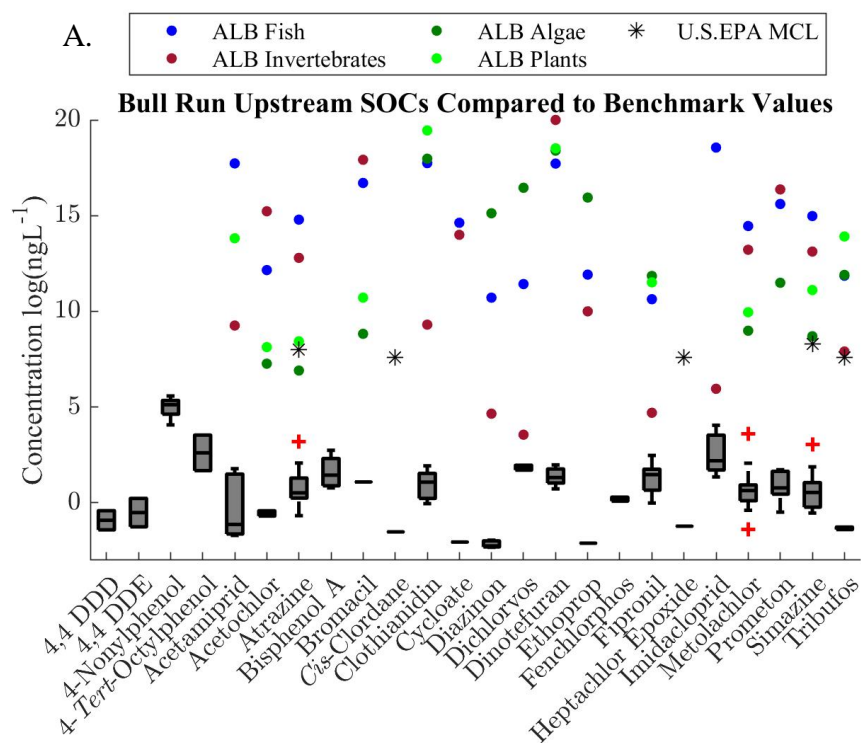 A.
ALB Fish
ALB Algae
U.S.EPA MCL
ALB Invertebrates
ALB Plants
Bull Run Upstream SOCs Compared to Benchmark Values
Concentration log(ngL⁻¹)
20
15
10
5
0
4,4 DDD
4,4 DDE
4-Nonylphenol
4-Tert-Octylphenol
Acetamiprid
Acetochlor
Atrazine
Bisphenol A
Bromacil
Cis-Clordane
Clothianidin
Cycloate
Diazinon
Dichlorvos
Dinotefuran
Ethoprop
Fenchlorphos
Fipronil
Heptachlor Epoxide
Imidacloprid
Metolachlor
Prometon
Simazine
Tribufos